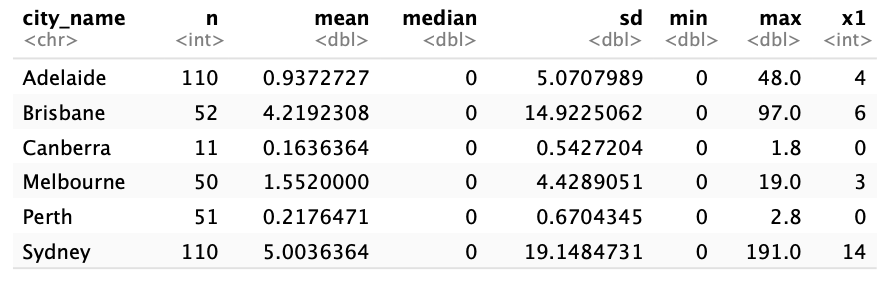 city_name n mean median sd min max x1
<chr> <int> <dbl> <dbl> <dbl> <dbl> <dbl> <int>
Adelaide 110 0.9372727 0 5.0707989 0 48.0 4
Brisbane 52 4.2192308 0 14.9225062 0 97.0 6
Canberra 11 0.1636364 0 0.5427204 0 1.8 0
Melbourne 50 1.5520000 0 4.4289051 0 19.0 3
Perth 51 0.2176471 0 0.6704345 0 2.8 0
Sydney 110 5.0036364 0 19.1484731 0 191.0 14